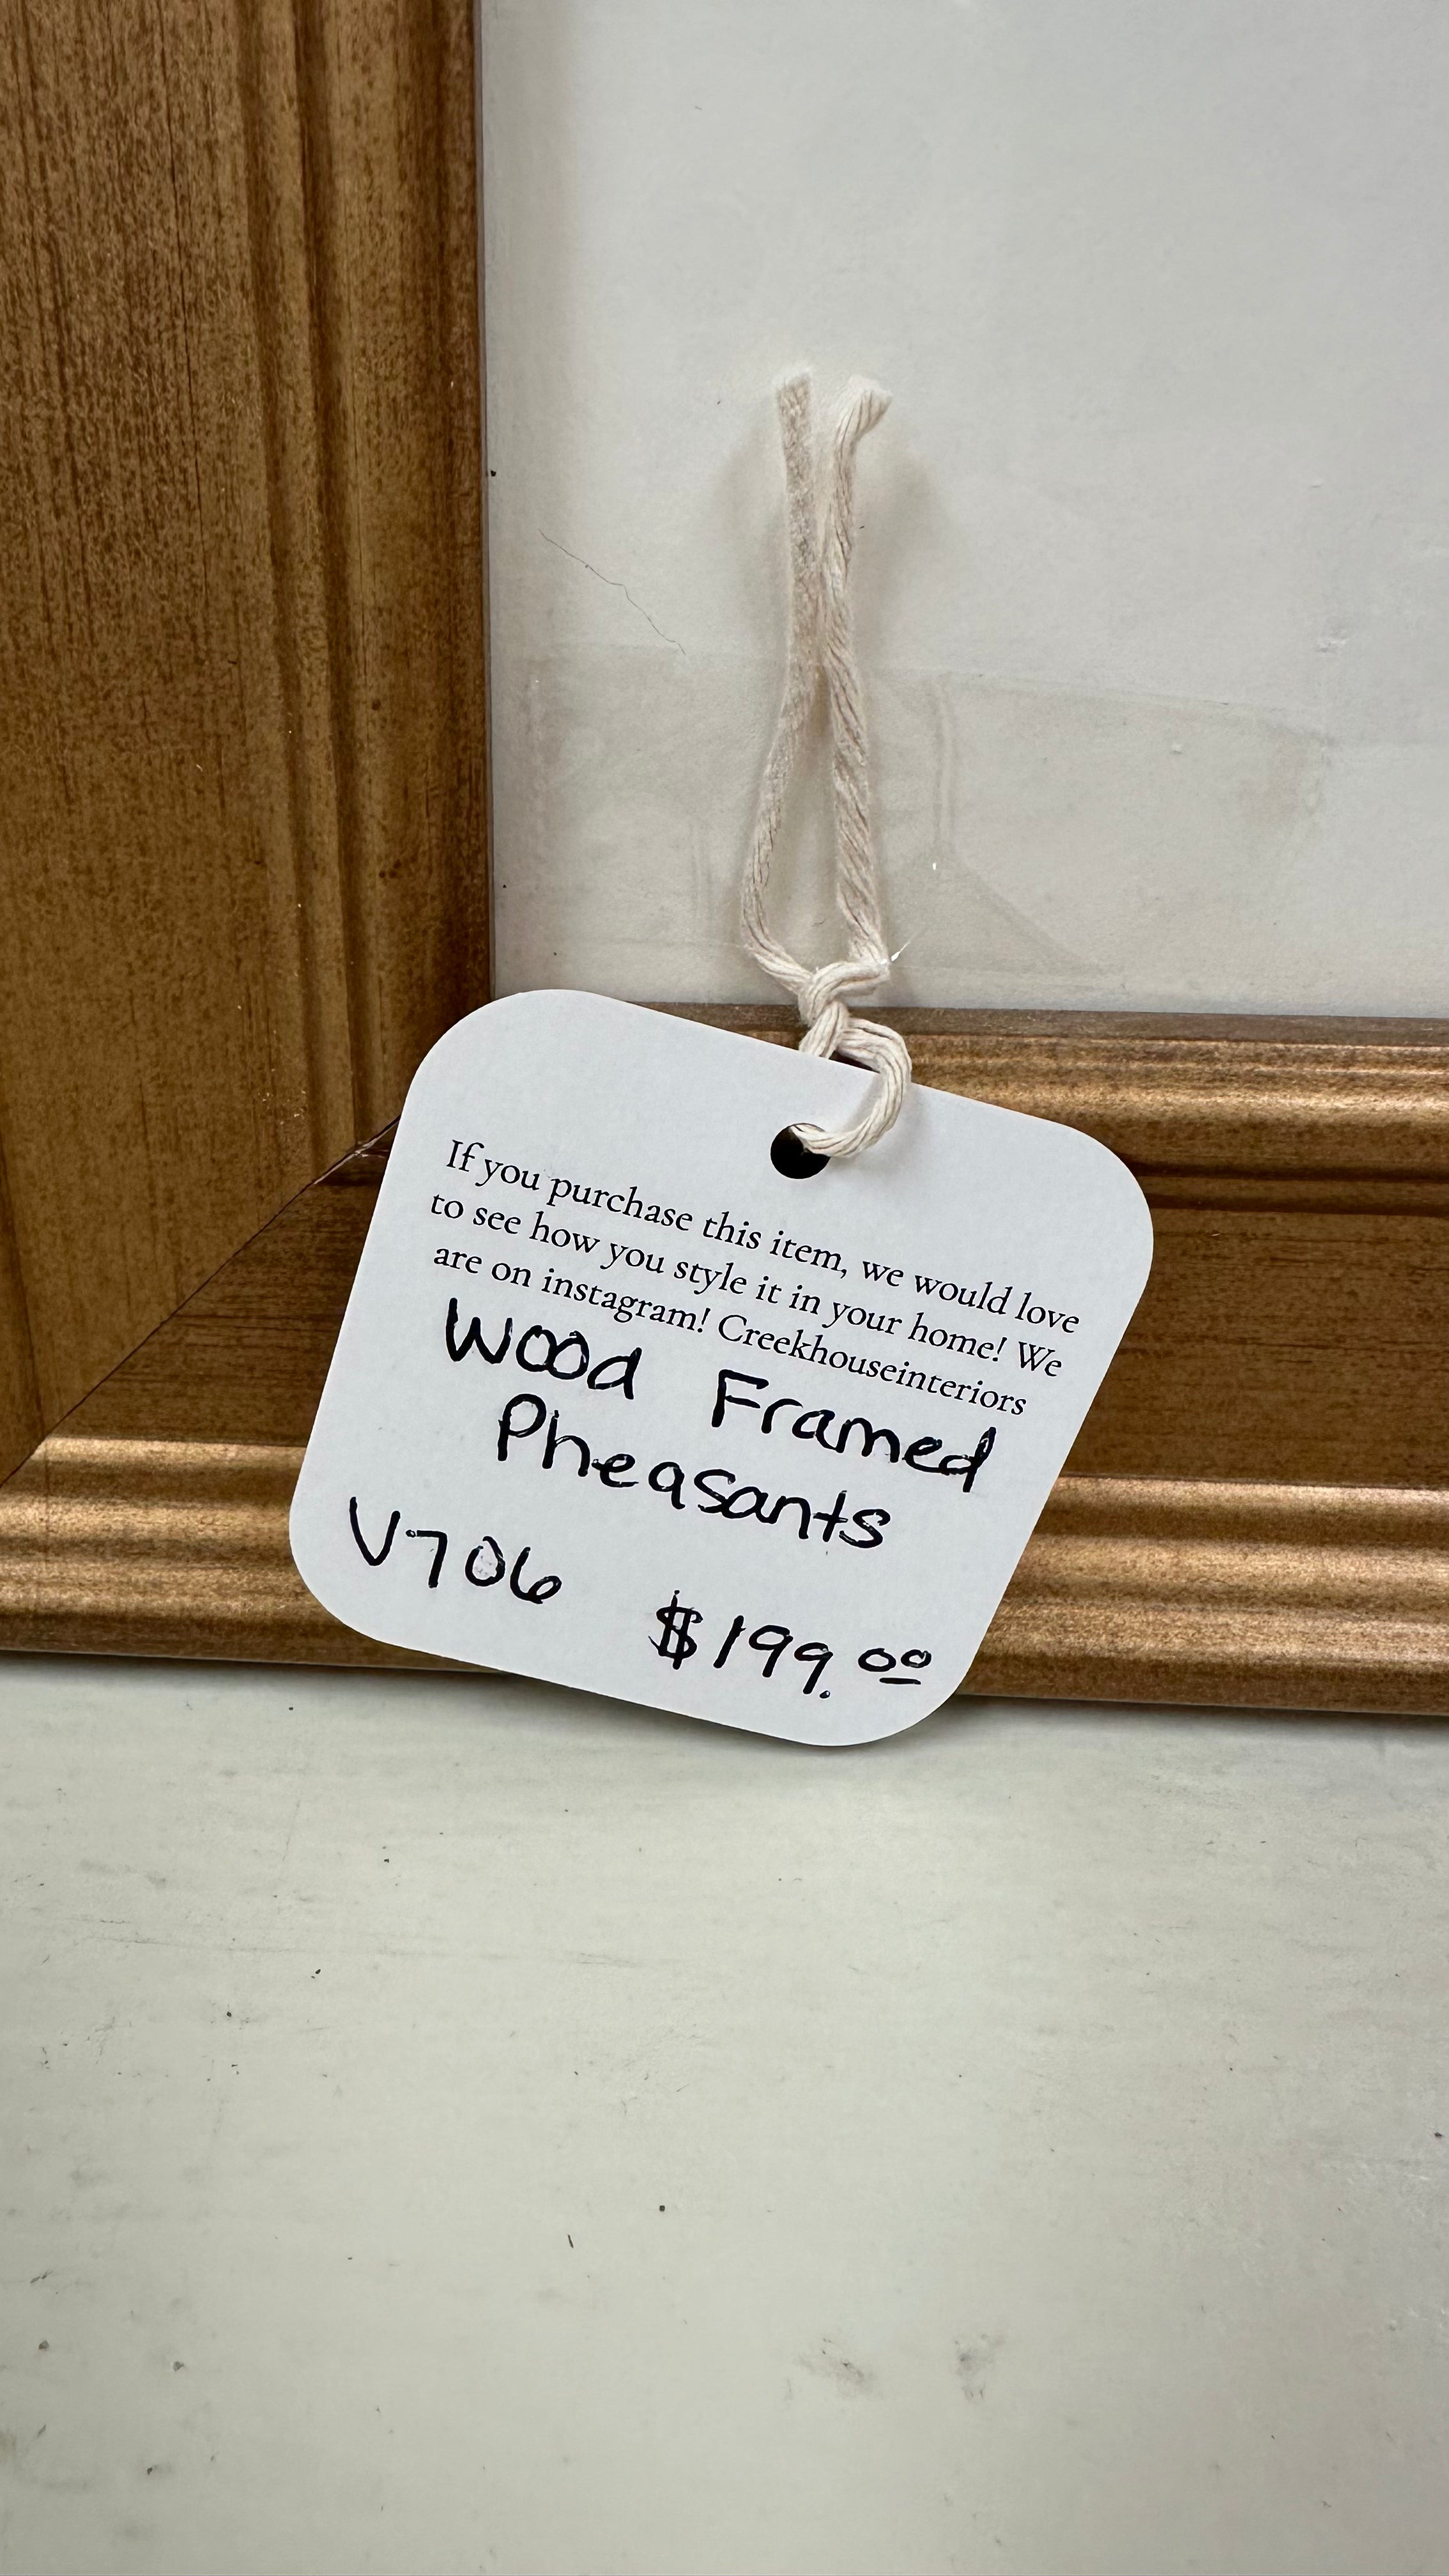 If you purchase this item, we would love
to see how you style it in your home! We
are on instagram! Creekhouseinteriors
Wood Framed
Pheasants
V706 $199.00